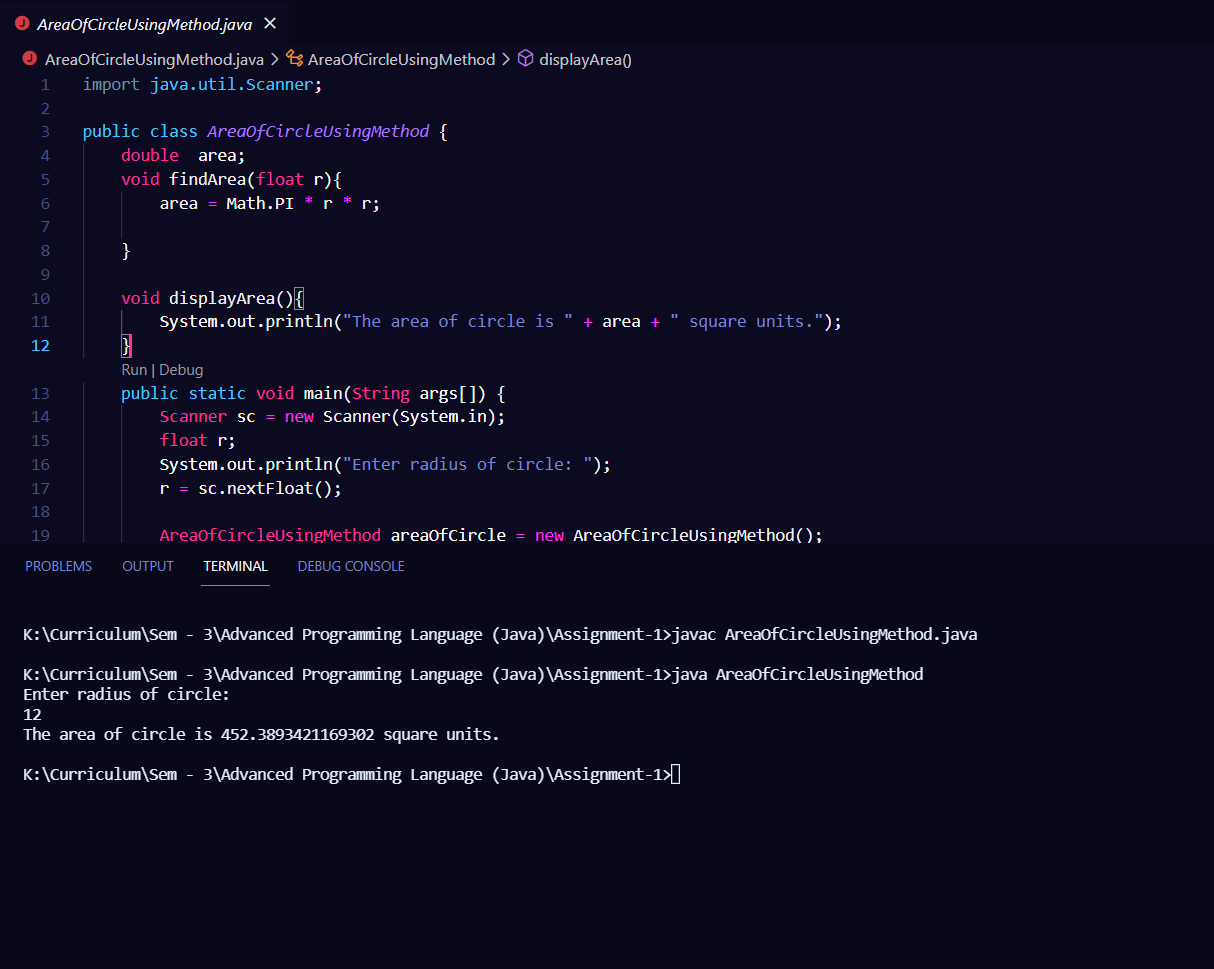 AreaOfCircleUsingMethod.java
AreaOfCircleUsingMethod.java > AreaOfCircleUsingMethod > displayArea()
1 import java.util.Scanner;
2
3 public class AreaOfCircleUsingMethod {
4 double  area;
5 void findArea(float r){
6 area = Math.PI * r * r;
7
8 }
9
10 void displayArea(){
11 System.out.println("The area of circle is " + area + " square units.");
12 }
Run | Debug
13 public static void main(String args[]) {
14 Scanner sc = new Scanner(System.in);
15 float r;
16 System.out.println("Enter radius of circle: ");
17 r = sc.nextFloat();
18
19 AreaOfCircleUsingMethod areaOfCircle = new AreaOfCircleUsingMethod();
PROBLEMS OUTPUT TERMINAL DEBUG CONSOLE
K:\Curriculum\Sem - 3\Advanced Programming Language (Java)\Assignment-1>javac AreaOfCircleUsingMethod.java
K:\Curriculum\Sem - 3\Advanced Programming Language (Java)\Assignment-1>java AreaOfCircleUsingMethod
Enter radius of circle:
12
The area of circle is 452.3893421169302 square units.
K:\Curriculum\Sem - 3\Advanced Programming Language (Java)\Assignment-1>